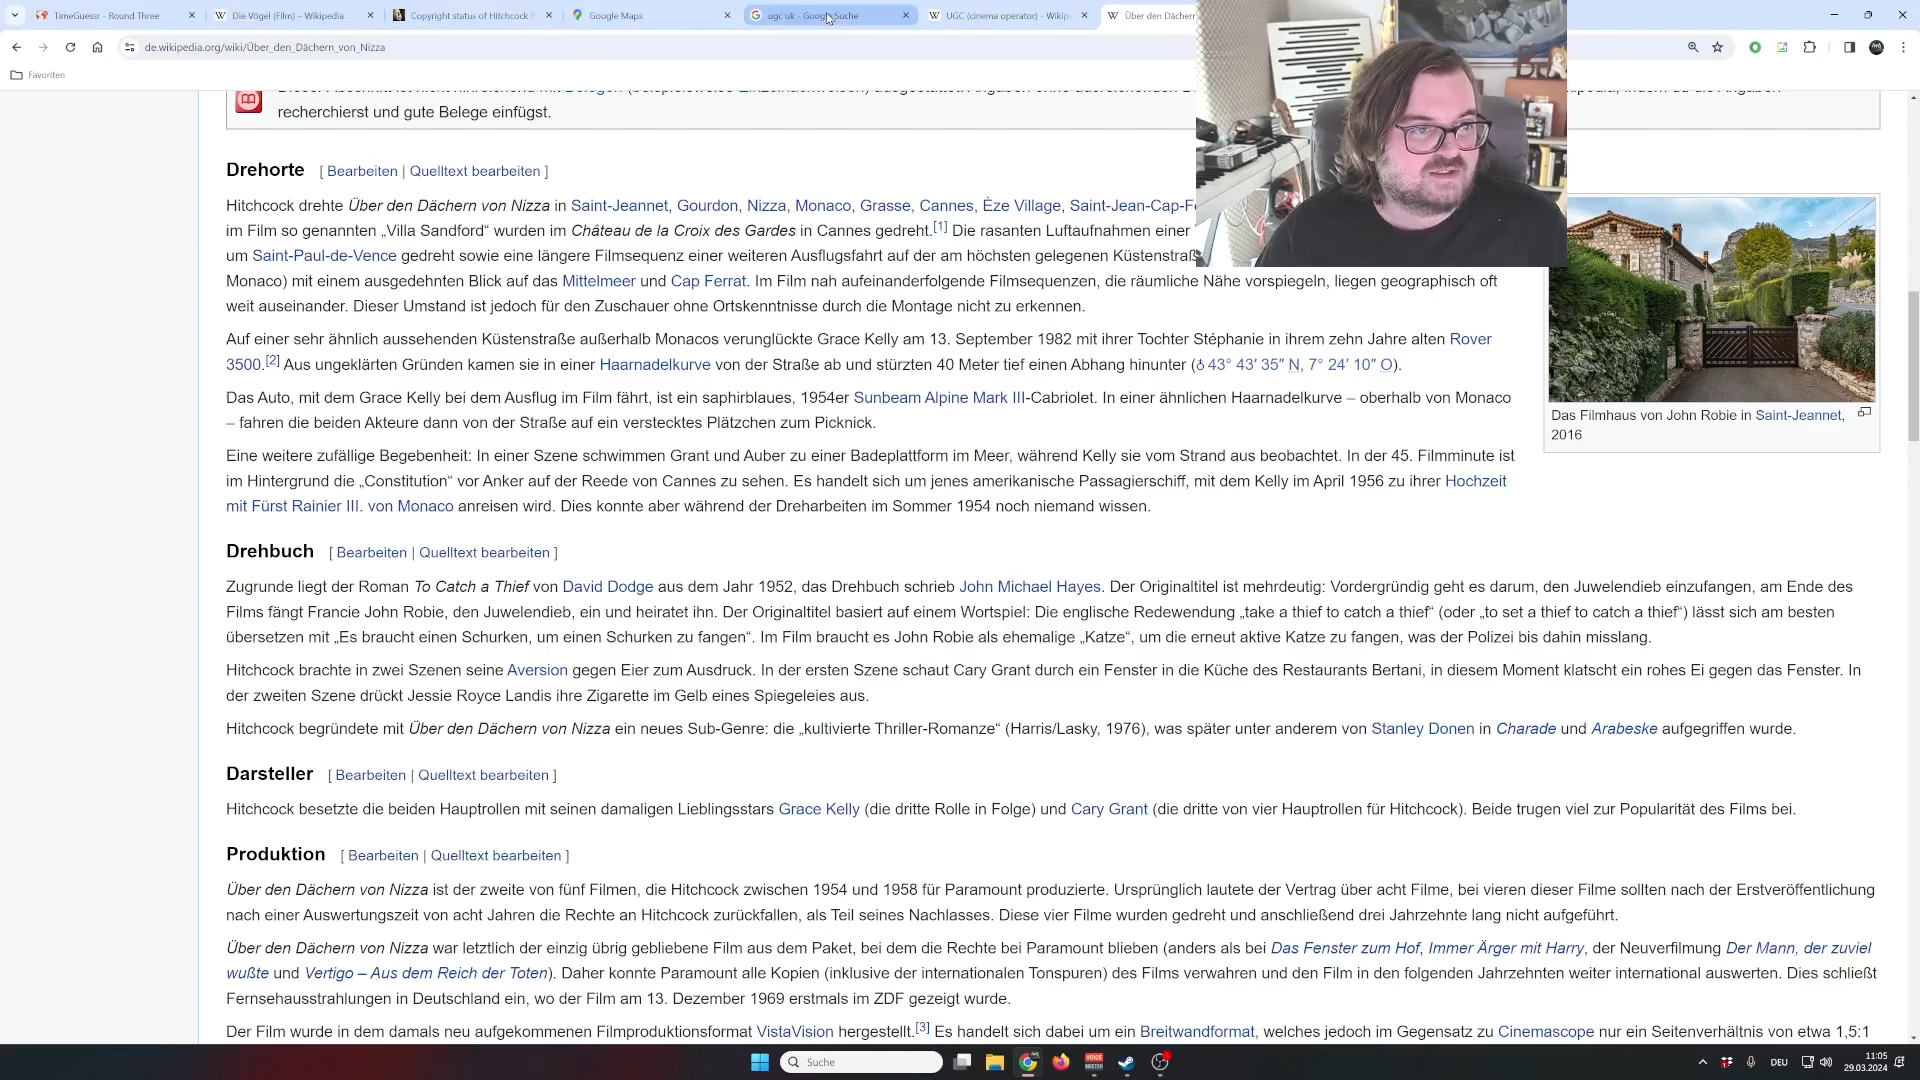 TimeGuess - Round Three
Die Vögel (Film) – Wikipedia
Copyright status of Hitchcock f
Google Maps
ugc uk - Google Suche
UGC (cinema operator) - Wikip
Über den Dächern
de.wikipedia.org/wiki/Über_den_Dächern_von_Nizza
Favoriten
recherchierst und gute Belege einfügst.
Drehorte [ Bearbeiten | Quelltext bearbeiten ]
Hitchcock drehte Über den Dächern von Nizza in Saint-Jeannet, Gourdon, Nizza, Monaco, Grasse, Cannes, Èze Village, Saint-Jean-Cap-Fe
im Film so genannten „Villa Sandford“ wurden im Château de la Croix des Gardes in Cannes gedreht.[1] Die rasanten Luftaufnahmen einer
um Saint-Paul-de-Vence gedreht sowie eine längere Filmsequenz einer weiteren Ausflugsfahrt auf der am höchsten gelegenen Küstenstraß
Monaco) mit einem ausgedehnten Blick auf das Mittelmeer und Cap Ferrat. Im Film nah aufeinanderfolgende Filmsequenzen, die räumliche Nähe vorspiegeln, liegen geographisch oft
weit auseinander. Dieser Umstand ist jedoch für den Zuschauer ohne Ortskenntnisse durch die Montage nicht zu erkennen.
Auf einer sehr ähnlich aussehenden Küstenstraße außerhalb Monacos verunglückte Grace Kelly am 13. September 1982 mit ihrer Tochter Stéphanie in ihrem zehn Jahre alten Rover
3500.[2] Aus ungeklärten Gründen kamen sie in einer Haarnadelkurve von der Straße ab und stürzten 40 Meter tief einen Abhang hinunter (43° 43′ 35″ N, 7° 24′ 10″ O).
Das Auto, mit dem Grace Kelly bei dem Ausflug im Film fährt, ist ein saphirblaues, 1954er Sunbeam Alpine Mark III-Cabriolet. In einer ähnlichen Haarnadelkurve – oberhalb von Monaco
– fahren die beiden Akteure dann von der Straße auf ein verstecktes Plätzchen zum Picknick.
Das Filmhaus von John Robie in Saint-Jeannet,
2016
Eine weitere zufällige Begebenheit: In einer Szene schwimmen Grant und Auber zu einer Badeplattform im Meer, während Kelly sie vom Strand aus beobachtet. In der 45. Filmminute ist
im Hintergrund die „Constitution“ vor Anker auf der Reede von Cannes zu sehen. Es handelt sich um jenes amerikanische Passagierschiff, mit dem Kelly im April 1956 zu ihrer Hochzeit
mit Fürst Rainier III. von Monaco anreisen wird. Dies konnte aber während der Dreharbeiten im Sommer 1954 noch niemand wissen.
Drehbuch [ Bearbeiten | Quelltext bearbeiten ]
Zugrunde liegt der Roman To Catch a Thief von David Dodge aus dem Jahr 1952, das Drehbuch schrieb John Michael Hayes. Der Originaltitel ist mehrdeutig: Vordergründig geht es darum, den Juwelendieb einzufangen, am Ende des
Films fängt Francie John Robie, den Juwelendieb, ein und heiratet ihn. Der Originaltitel basiert auf einem Wortspiel: Die englische Redewendung „take a thief to catch a thief“ (oder „to set a thief to catch a thief“) lässt sich am besten
übersetzen mit „Es braucht einen Schurken, um einen Schurken zu fangen“. Im Film braucht es John Robie als ehemalige „Katze“, um die erneut aktive Katze zu fangen, was der Polizei bis dahin misslang.
Hitchcock brachte in zwei Szenen seine Aversion gegen Eier zum Ausdruck. In der ersten Szene schaut Cary Grant durch ein Fenster in die Küche des Restaurants Bertani, in diesem Moment klatscht ein rohes Ei gegen das Fenster. In
der zweiten Szene drückt Jessie Royce Landis ihre Zigarette im Gelb eines Spiegeleies aus.
Hitchcock begründete mit Über den Dächern von Nizza ein neues Sub-Genre: die „kultivierte Thriller-Romanze“ (Harris/Lasky, 1976), was später unter anderem von Stanley Donen in Charade und Arabeske aufgegriffen wurde.
Darsteller [ Bearbeiten | Quelltext bearbeiten ]
Hitchcock besetzte die beiden Hauptrollen mit seinen damaligen Lieblingsstars Grace Kelly (die dritte Rolle in Folge) und Cary Grant (die dritte von vier Hauptrollen für Hitchcock). Beide trugen viel zur Popularität des Films bei.
Produktion [ Bearbeiten | Quelltext bearbeiten ]
Über den Dächern von Nizza ist der zweite von fünf Filmen, die Hitchcock zwischen 1954 und 1958 für Paramount produzierte. Ursprünglich lautete der Vertrag über acht Filme, bei vieren dieser Filme sollten nach der Erstveröffentlichung
nach einer Auswertungszeit von acht Jahren die Rechte an Hitchcock zurückfallen, als Teil seines Nachlasses. Diese vier Filme wurden gedreht und anschließend drei Jahrzehnte lang nicht aufgeführt.
Über den Dächern von Nizza war letztlich der einzig übrig gebliebene Film aus dem Paket, bei dem die Rechte bei Paramount blieben (anders als bei Das Fenster zum Hof, Immer Ärger mit Harry, der Neuverfilmung Der Mann, der zuviel
wußte und Vertigo – Aus dem Reich der Toten). Daher konnte Paramount alle Kopien (inklusive der internationalen Tonspuren) des Films verwahren und den Film in den folgenden Jahrzehnten weiter international auswerten. Dies schließt
Fernsehausstrahlungen in Deutschland ein, wo der Film am 13. Dezember 1969 erstmals im ZDF gezeigt wurde.
Der Film wurde in dem damals neu aufgekommenen Filmproduktionsformat VistaVision hergestellt.[3] Es handelt sich dabei um ein Breitwandformat, welches jedoch im Gegensatz zu Cinemascope nur ein Seitenverhältnis von etwa 1,5:1
Suche
DEU
11:05
29.03.2024